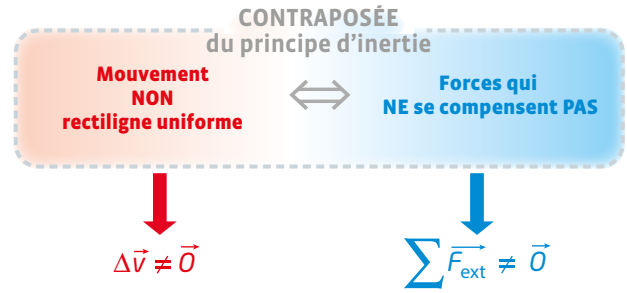 CONTRAPOSÉE
du principe d'inertie
Mouvement
NON
rectiligne uniforme
⇔
Forces qui
NE se compensent PAS
Δv⃗ ≠ 0⃗
∑F⃗ext ≠ 0⃗